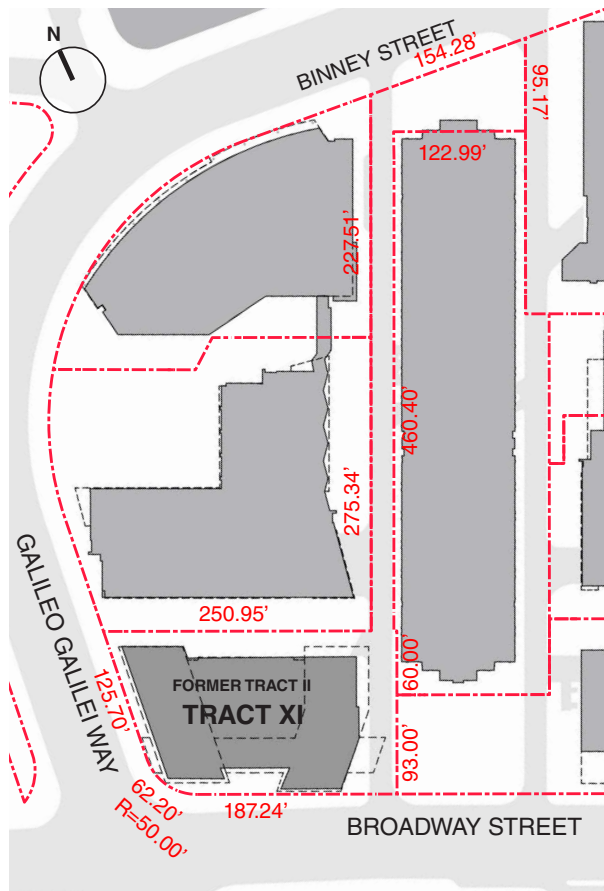 N
BINNEY STREET
154.28'
95.17'
122.99'
227.51'
460.40'
275.34'
GALILEO GALILEI WAY
250.95'
60.00'
125.70'
FORMER TRACT II
TRACT XI
93.00'
62.20'
R=50.00'
187.24'
BROADWAY STREET